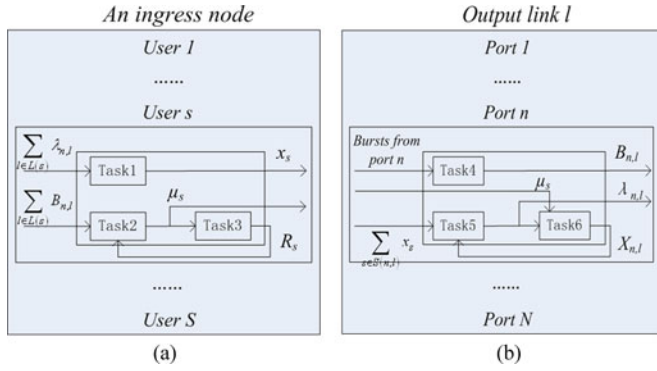 An ingress node
User 1
......
User s
∑ λn,l
l∈L(s)
Task1
xs
∑ Bn,l
l∈L(s)
Task2
μs
Task3
Rs
......
User S
(a)
Output link l
Port 1
......
Port n
Bursts from
port n
Task4
Bn,l
μs
λn,l
Task5
Task6
∑ xs
s∈S(n,l)
Xn,l
......
Port N
(b)